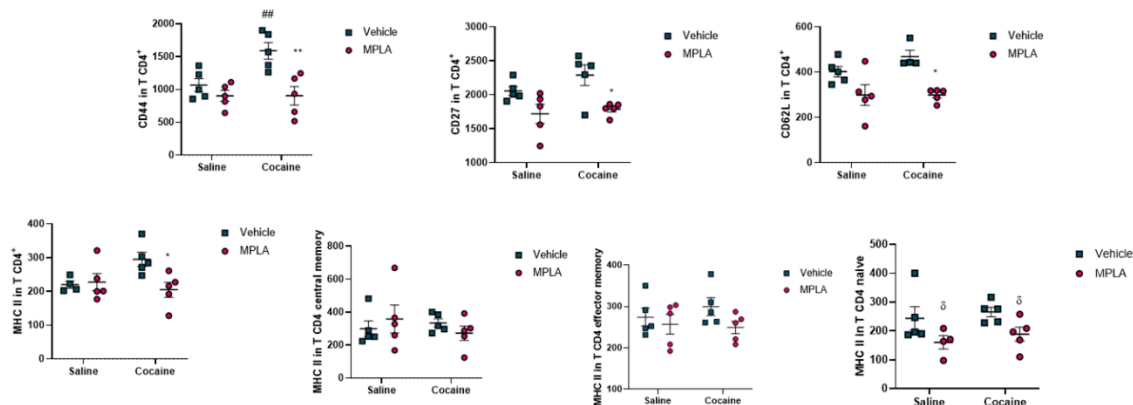 ##
Vehicle
MPLA
**
CD44 in T CD4+
2000
1500
1000
500
0
Saline
Cocaine
Vehicle
MPLA
*
CD27 in T CD4+
3000
2500
2000
1500
1000
Saline
Cocaine
Vehicle
MPLA
*
CD62L in T CD4+
600
400
200
0
Saline
Cocaine
Vehicle
MPLA
*
MHC II in T CD4+
400
300
200
100
0
Saline
Cocaine
Vehicle
MPLA
MHC II in T CD4 central memory
800
600
400
200
0
Saline
Cocaine
Vehicle
MPLA
MHC II in T CD4 effector memory
400
300
200
100
Saline
Cocaine
Vehicle
MPLA
δ
δ
MHC II in T CD4 naive
500
400
300
200
100
0
Saline
Cocaine